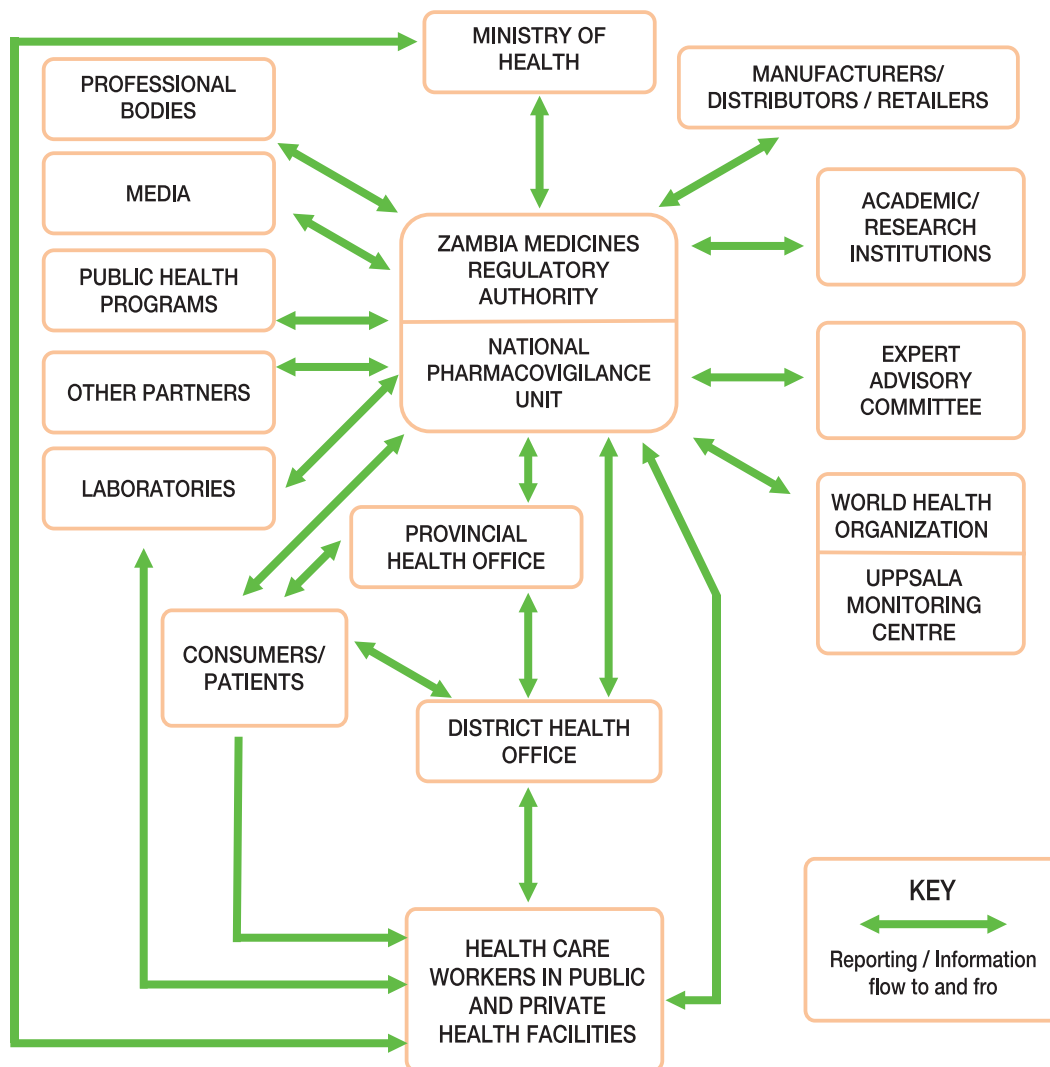 MINISTRY OF
HEALTH
MANUFACTURERS/
DISTRIBUTORS / RETAILERS
PROFESSIONAL
BODIES
MEDIA
ACADEMIC/
RESEARCH
INSTITUTIONS
ZAMBIA MEDICINES
REGULATORY
AUTHORITY
PUBLIC HEALTH
PROGRAMS
NATIONAL
PHARMACOVIGILANCE
UNIT
EXPERT
ADVISORY
COMMITTEE
OTHER PARTNERS
LABORATORIES
WORLD HEALTH
ORGANIZATION
UPPSALA
MONITORING
CENTRE
PROVINCIAL
HEALTH OFFICE
CONSUMERS/
PATIENTS
DISTRICT HEALTH
OFFICE
HEALTH CARE
WORKERS IN PUBLIC
AND PRIVATE
HEALTH FACILITIES
KEY
Reporting / Information
flow to and fro